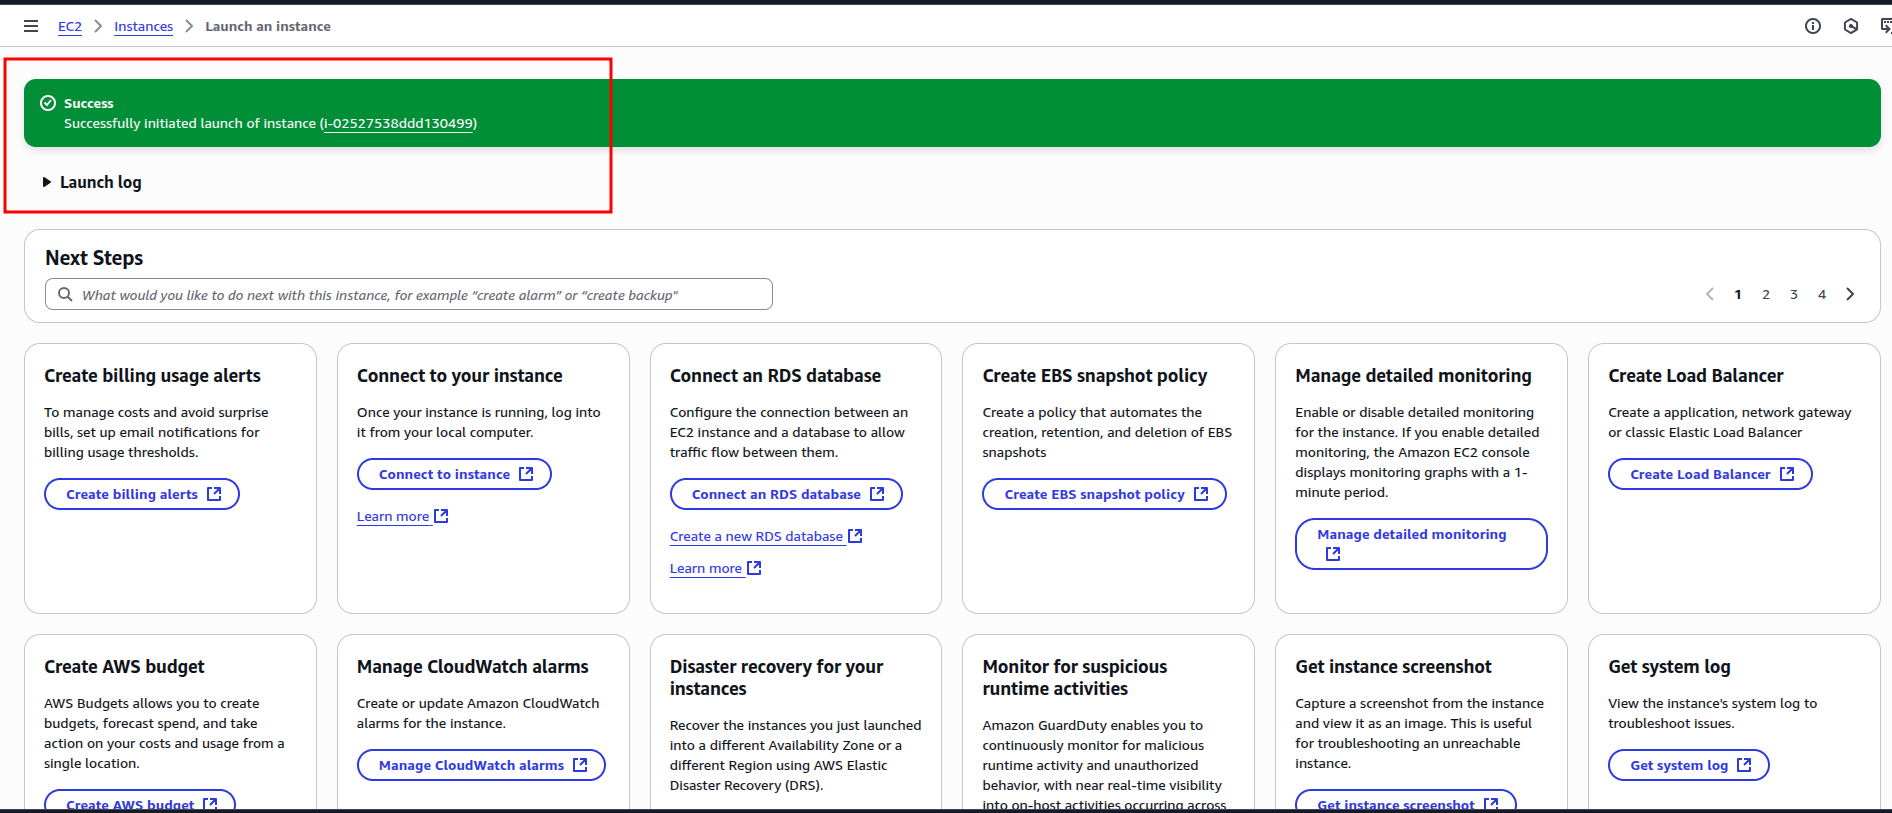 EC2 Instances Launch an instance
Success
Successfully initiated launch of instance (i-02527538ddd130499)
Launch log
Next Steps
What would you like to do next with this instance, for example “create alarm” or “create backup”
1 2 3 4
Create billing usage alerts
To manage costs and avoid surprise
bills, set up email notifications for
billing usage thresholds.
Create billing alerts
Connect to your instance
Once your instance is running, log into
it from your local computer.
Connect to instance
Learn more
Connect an RDS database
Configure the connection between an
EC2 instance and a database to allow
traffic flow between them.
Connect an RDS database
Create a new RDS database
Learn more
Create EBS snapshot policy
Create a policy that automates the
creation, retention, and deletion of EBS
snapshots
Create EBS snapshot policy
Manage detailed monitoring
Enable or disable detailed monitoring
for the instance. If you enable detailed
monitoring, the Amazon EC2 console
displays monitoring graphs with a 1-
minute period.
Manage detailed monitoring
Create Load Balancer
Create a application, network gateway
or classic Elastic Load Balancer
Create Load Balancer
Create AWS budget
AWS Budgets allows you to create
budgets, forecast spend, and take
action on your costs and usage from a
single location.
Create AWS budget
Manage CloudWatch alarms
Create or update Amazon CloudWatch
alarms for the instance.
Manage CloudWatch alarms
Disaster recovery for your
instances
Recover the instances you just launched
into a different Availability Zone or a
different Region using AWS Elastic
Disaster Recovery (DRS).
Monitor for suspicious
runtime activities
Amazon GuardDuty enables you to
continuously monitor for malicious
runtime activity and unauthorized
behavior, with near real-time visibility
into on-host activities occurring across
Get instance screenshot
Capture a screenshot from the instance
and view it as an image. This is useful
for troubleshooting an unreachable
instance.
Get instance screenshot
Get system log
View the instance's system log to
troubleshoot issues.
Get system log